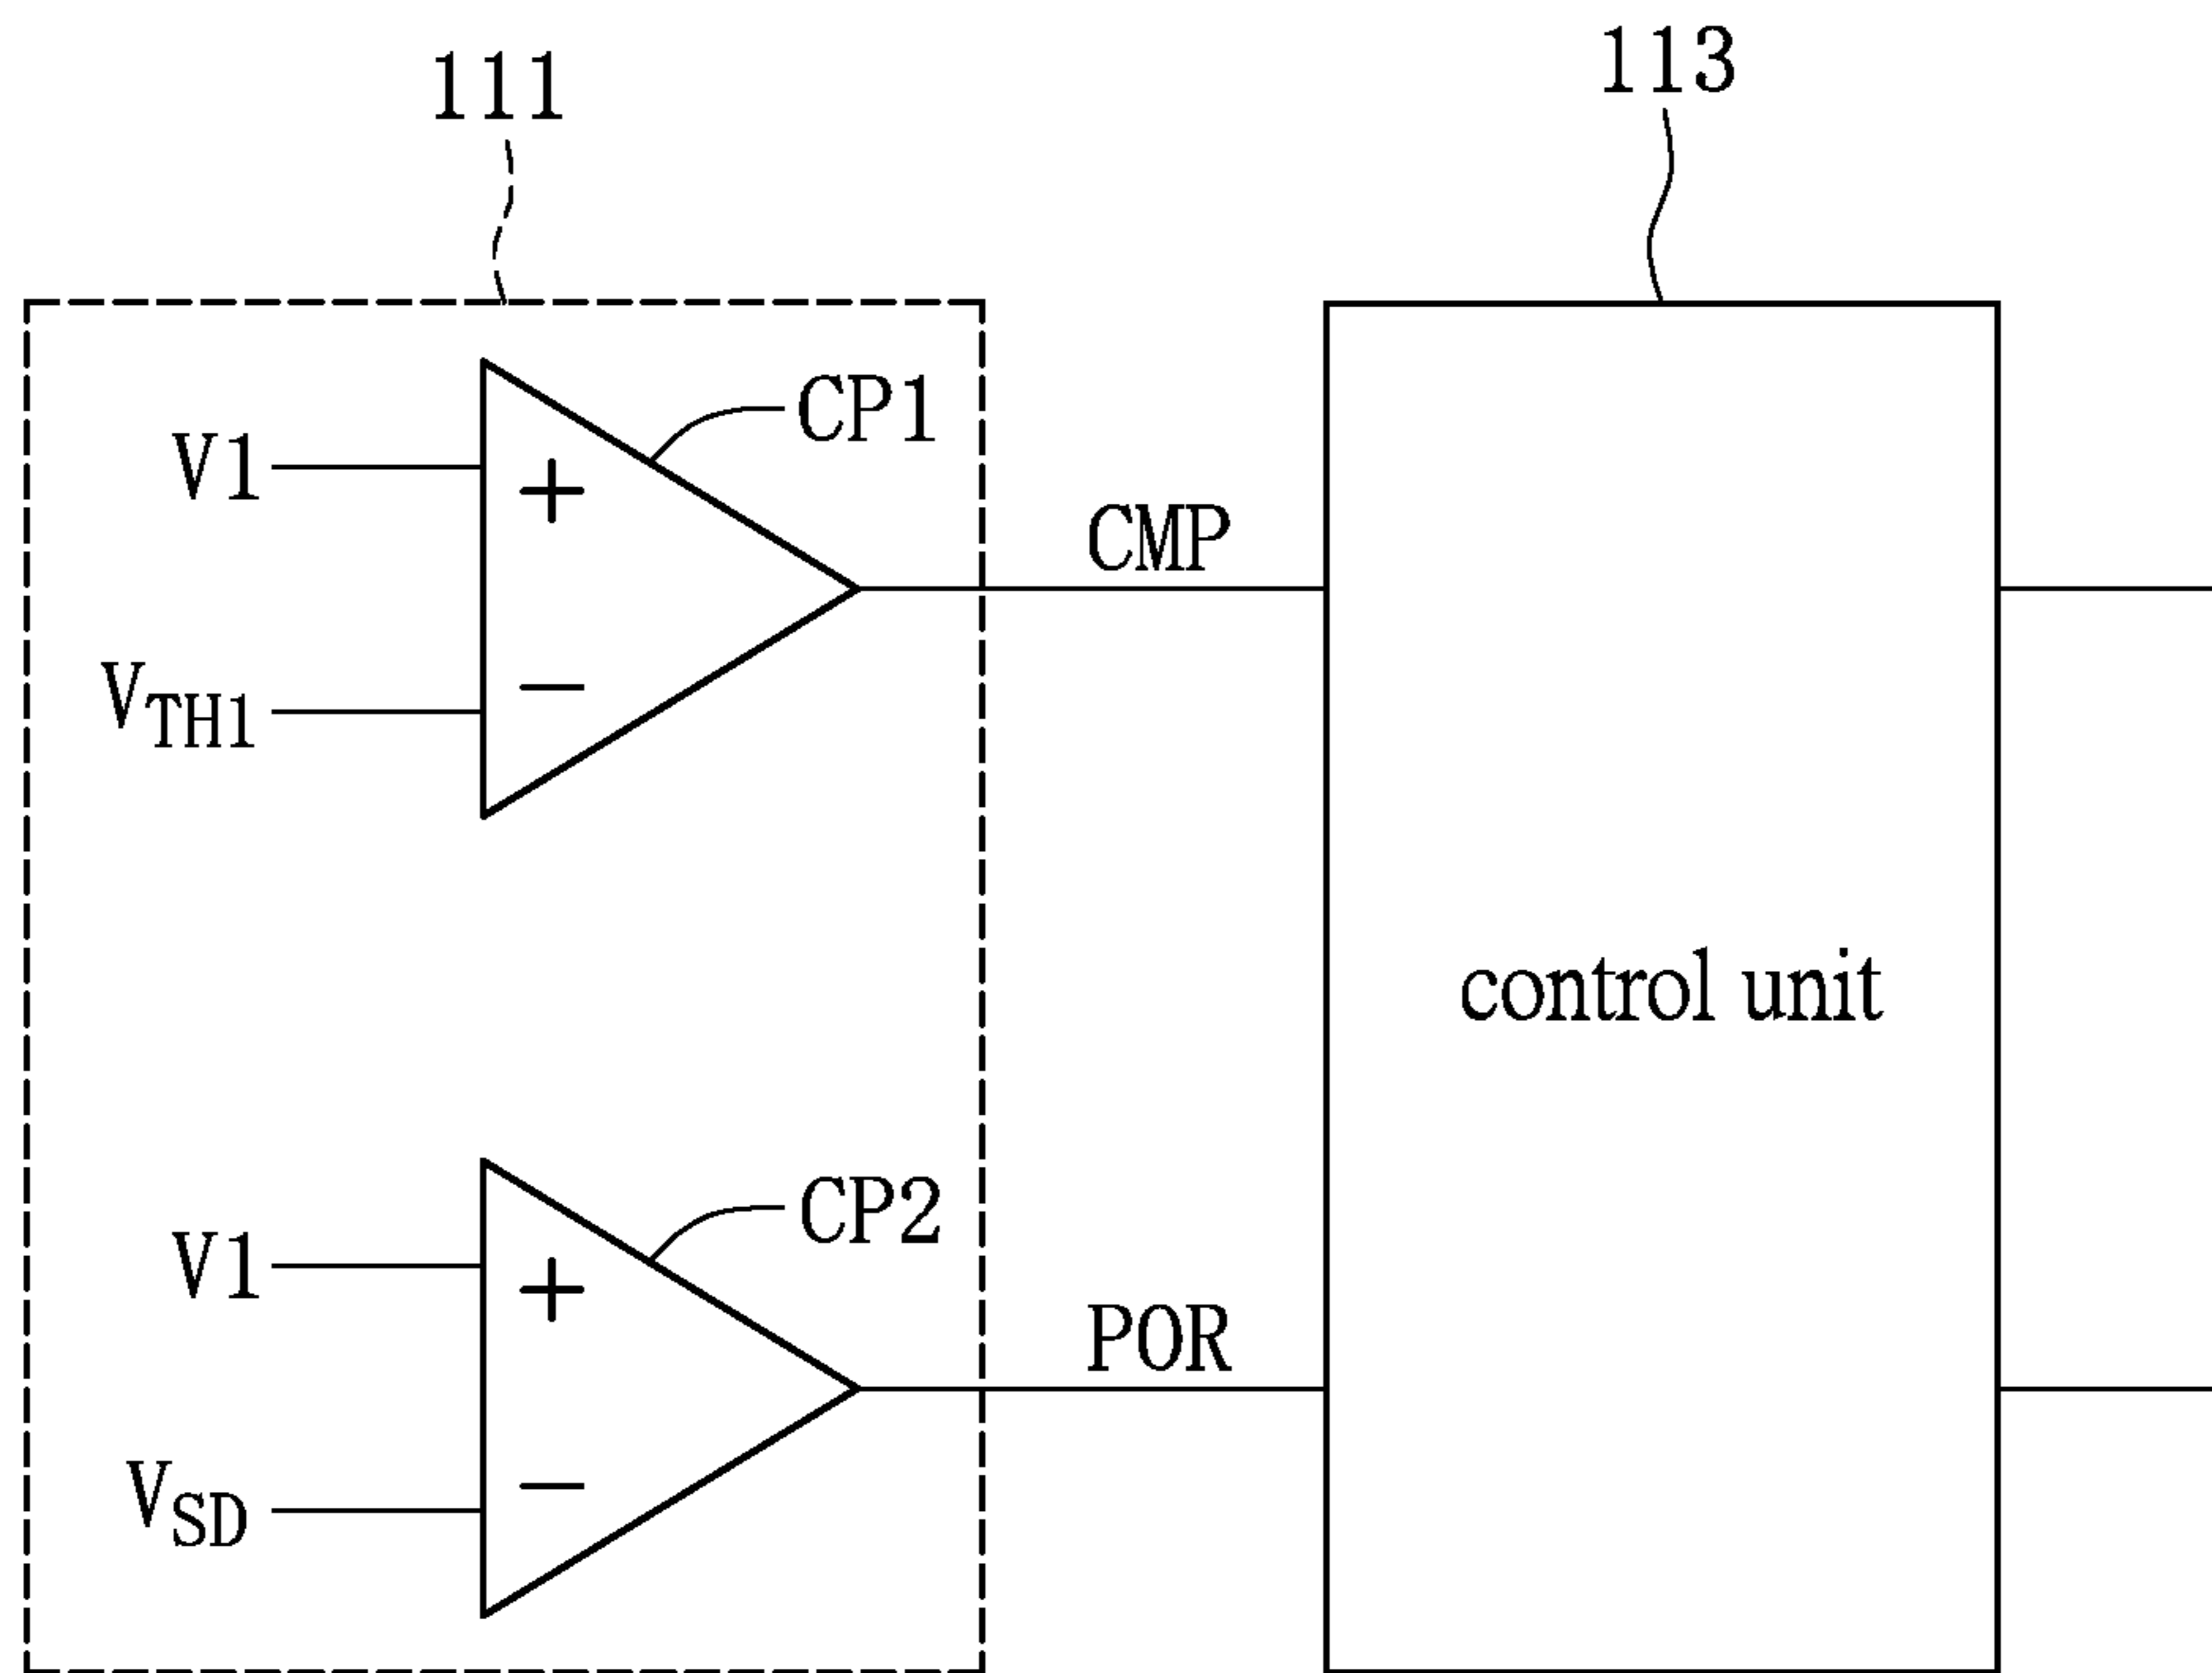 111
113
CP1
V1
+
CMP
V_TH1
−
control unit
CP2
V1
+
POR
V_SD
−